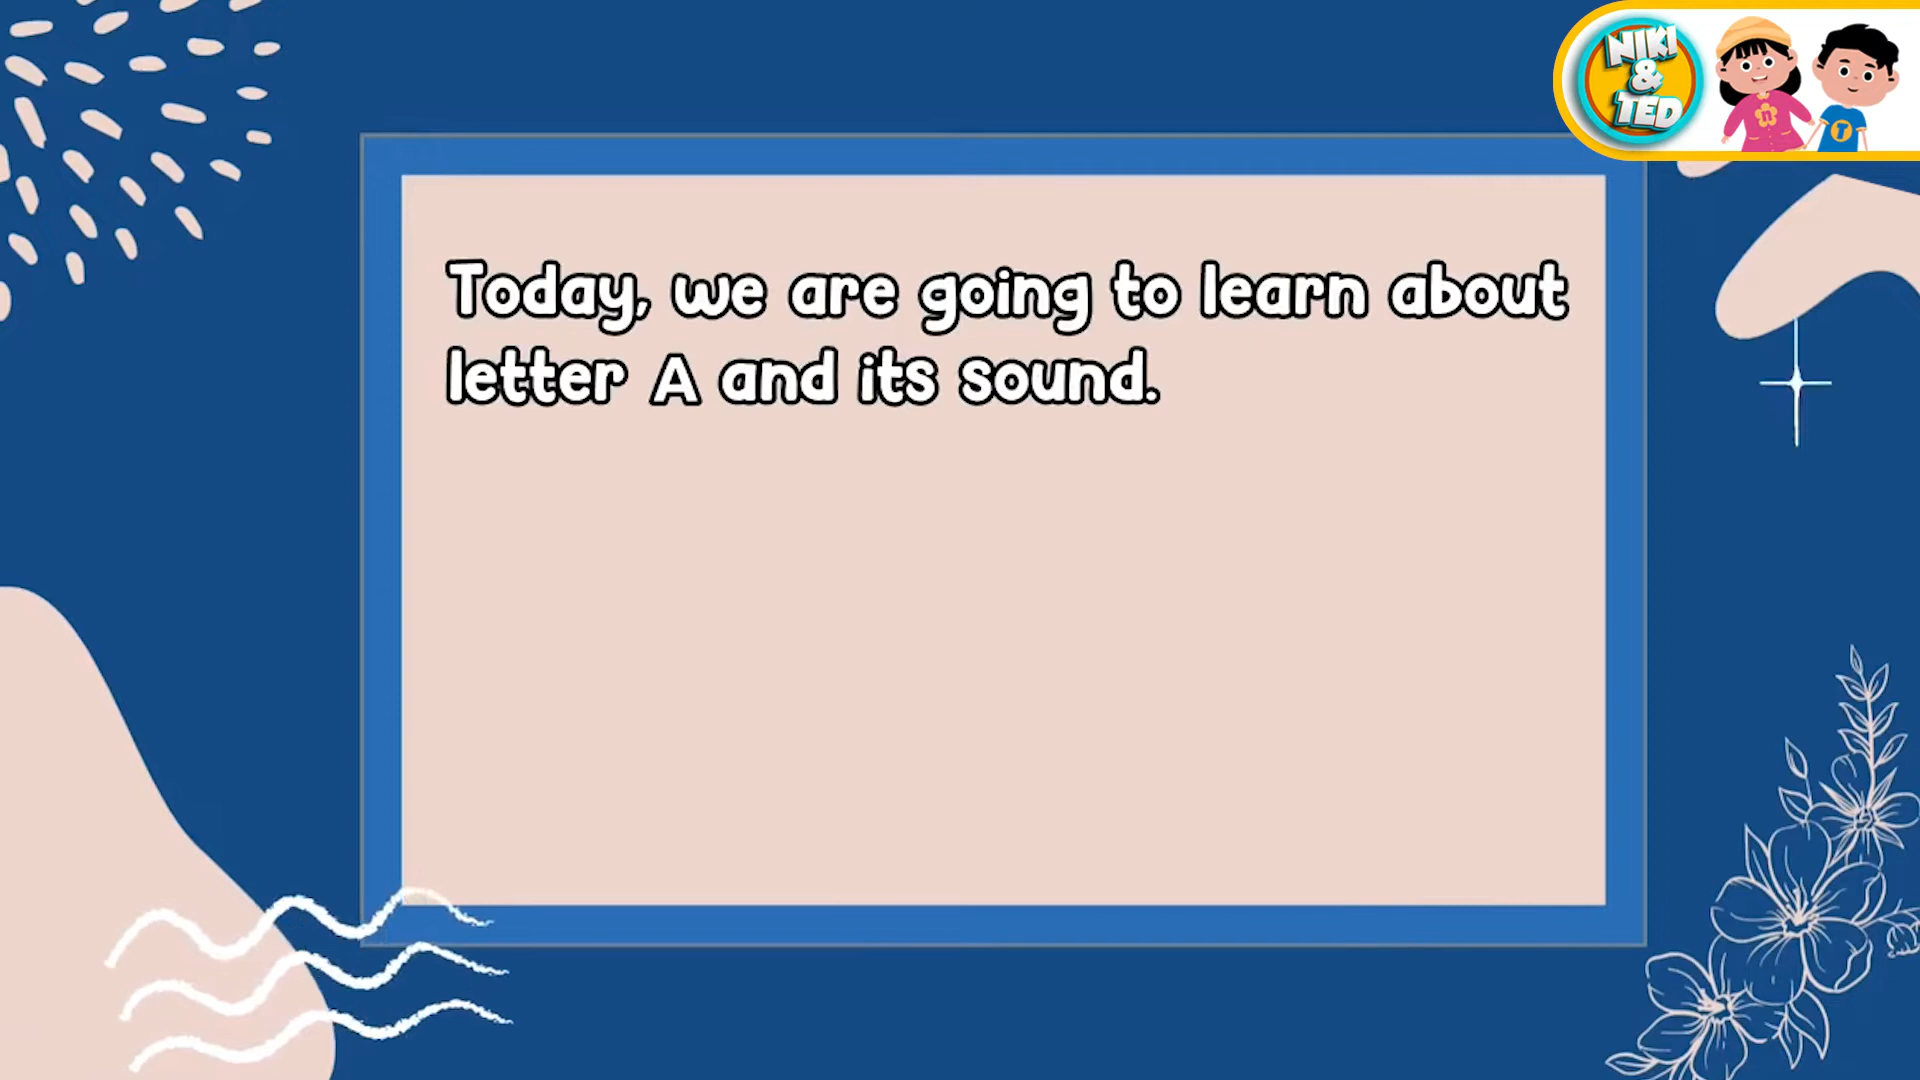 NIKI
&
TED
n
T
Today, we are going to learn about
letter A and its sound.